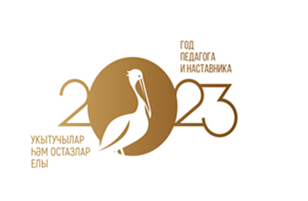 ГОД
ПЕДАГОГА
И НАСТАВНИКА
2023
УКЫТУЧЫЛАР
ҺӘМ ОСТАЗЛАР
ЕЛЫ